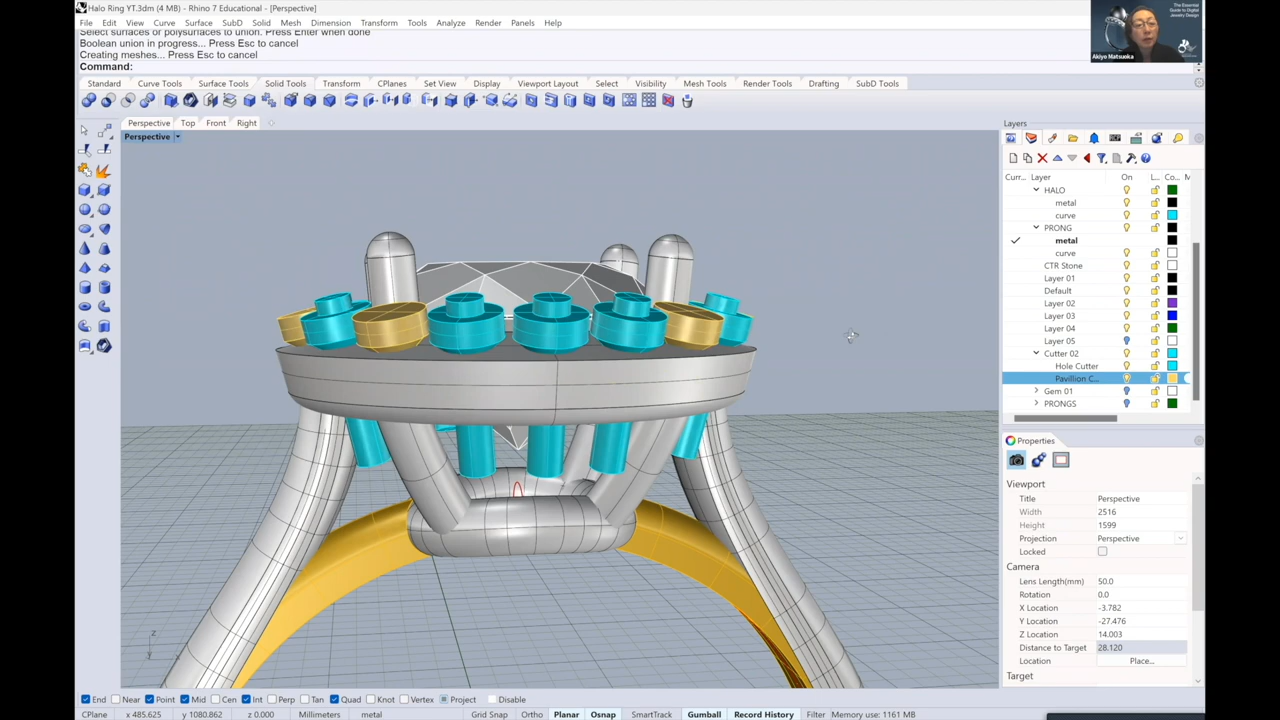 Halo Ring YT.3dm (4 MB) - Rhino 7 Educational - [Perspective]
File Edit View Curve Surface SubD Solid Mesh Dimension Transform Tools Analyze Render Panels Help
Select surfaces or polysurfaces to union. Press Enter when done
Boolean union in progress... Press Esc to cancel
Creating meshes... Press Esc to cancel
Command:
The Essential
Guide to Digital
Jewelry Design
Akiyo Matsuoka
Standard Curve Tools Surface Tools Solid Tools Transform CPlanes Set View Display Viewport Layout Select Visibility Mesh Tools Render Tools Drafting SubD Tools
Perspective Top Front Right
Perspective
Layers
Curr... Layer On L... Co... M
HALO
metal
curve
PRONG
metal
curve
CTR Stone
Layer 01
Default
Layer 02
Layer 03
Layer 04
Layer 05
Cutter 02
Hole Cutter
Pavillion C...
Gem 01
PRONGS
Properties
Viewport
Title Perspective
Width 2516
Height 1599
Projection Perspective
Locked
Camera
Lens Length(mm) 50.0
Rotation 0.0
X Location -3.782
Y Location -27.476
Z Location 14.003
Distance to Target 28.120
Location Place...
Target
z
End Near Point Mid Cen Int Perp Tan Quad Knot Vertex Project Disable
CPlane x 485.625 y 1080.862 z 0.000 Millimeters metal Grid Snap Ortho Planar Osnap SmartTrack Gumball Record History Filter Memory use: 1161 MB